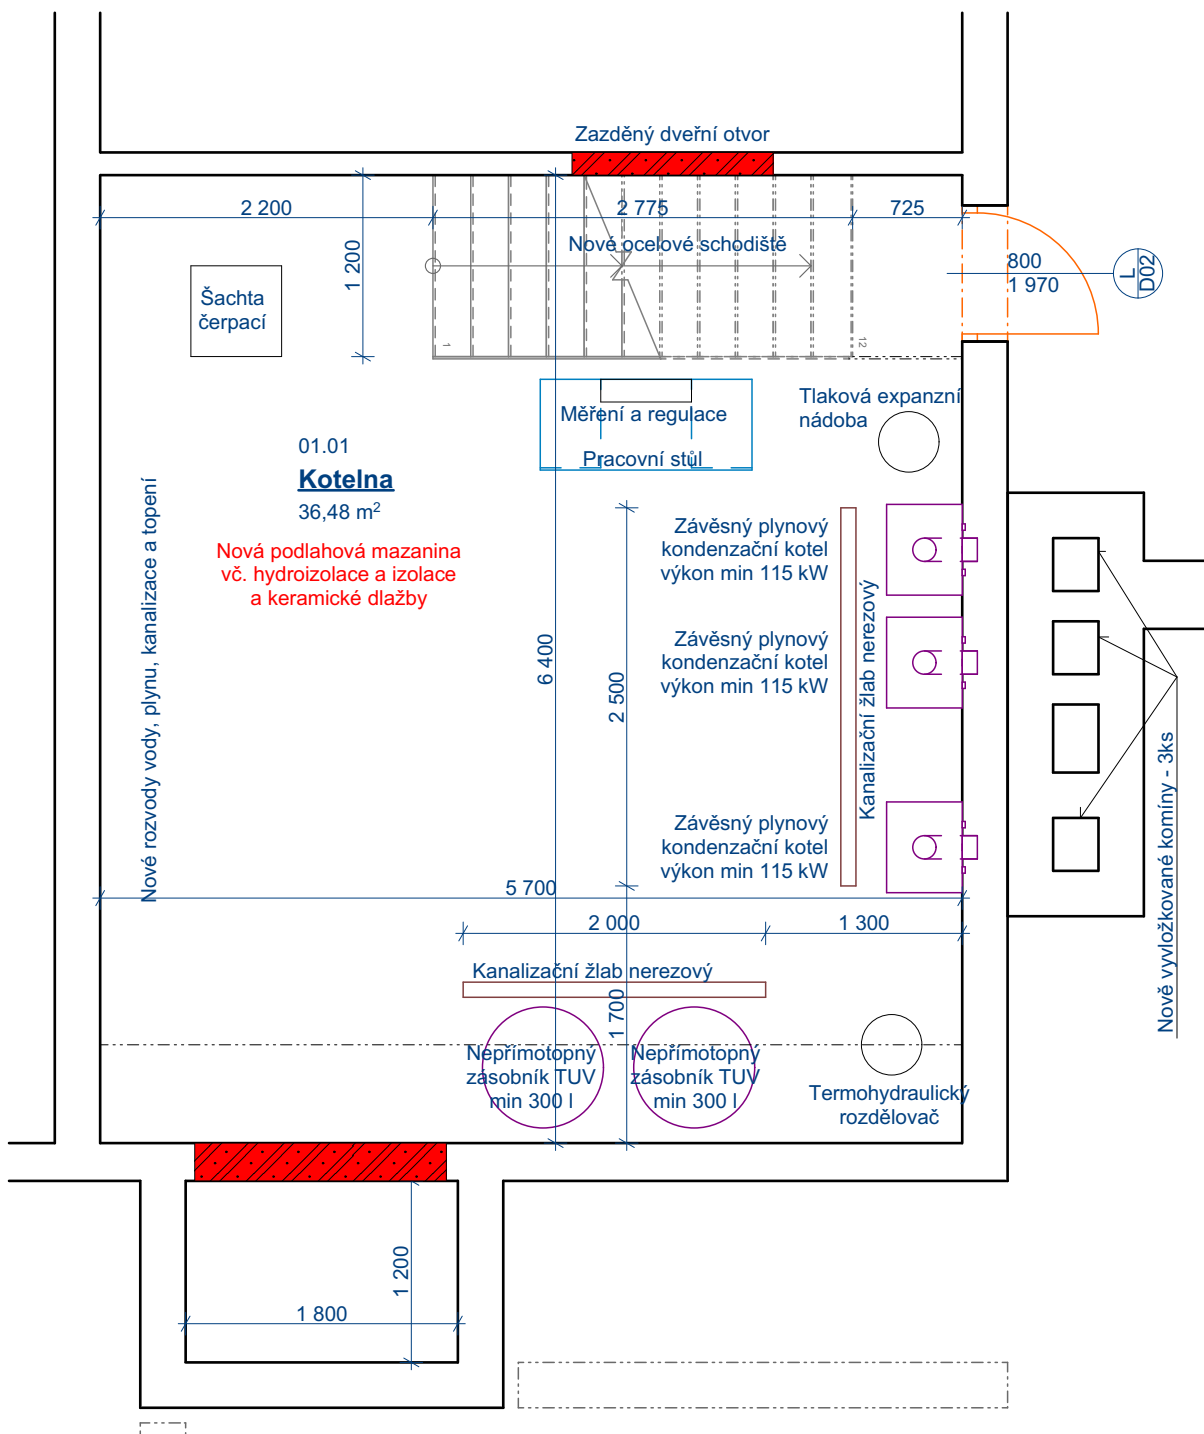 Zazděný dveřní otvor
2 200
2 775
725
Nové ocelové schodiště
1 200
800
1 970
L
D02
Šachta
čerpací
1
12
Měření a regulace
Pracovní stůl
Tlaková expanzní
nádoba
01.01
Kotelna
36,48 m²
Nová podlahová mazanina
vč. hydroizolace a izolace
a keramické dlažby
Nové rozvody vody, plynu, kanalizace a topení
Závěsný plynový
kondenzační kotel
výkon min 115 kW
Závěsný plynový
kondenzační kotel
výkon min 115 kW
Závěsný plynový
kondenzační kotel
výkon min 115 kW
Kanalizační žlab nerezový
6 400
2 500
5 700
2 000
1 300
Kanalizační žlab nerezový
1 700
Nepřímotopný
zásobník TUV
min 300 l
Nepřímotopný
zásobník TUV
min 300 l
Termohydraulický
rozdělovač
Nově vyvložkované komíny - 3ks
1 200
1 800